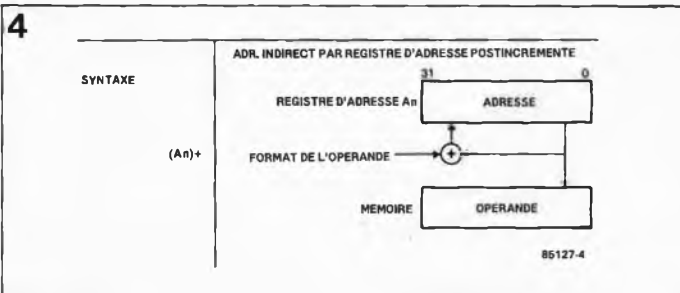 4
ADR. INDIRECT PAR REGISTRE D'ADRESSE POSTINCREMENTE
SYNTAXE
31 0
REGISTRE D'ADRESSE An ADRESSE
(An)+ FORMAT DE L'OPERANDE +
MEMOIRE OPERANDE
85127-4